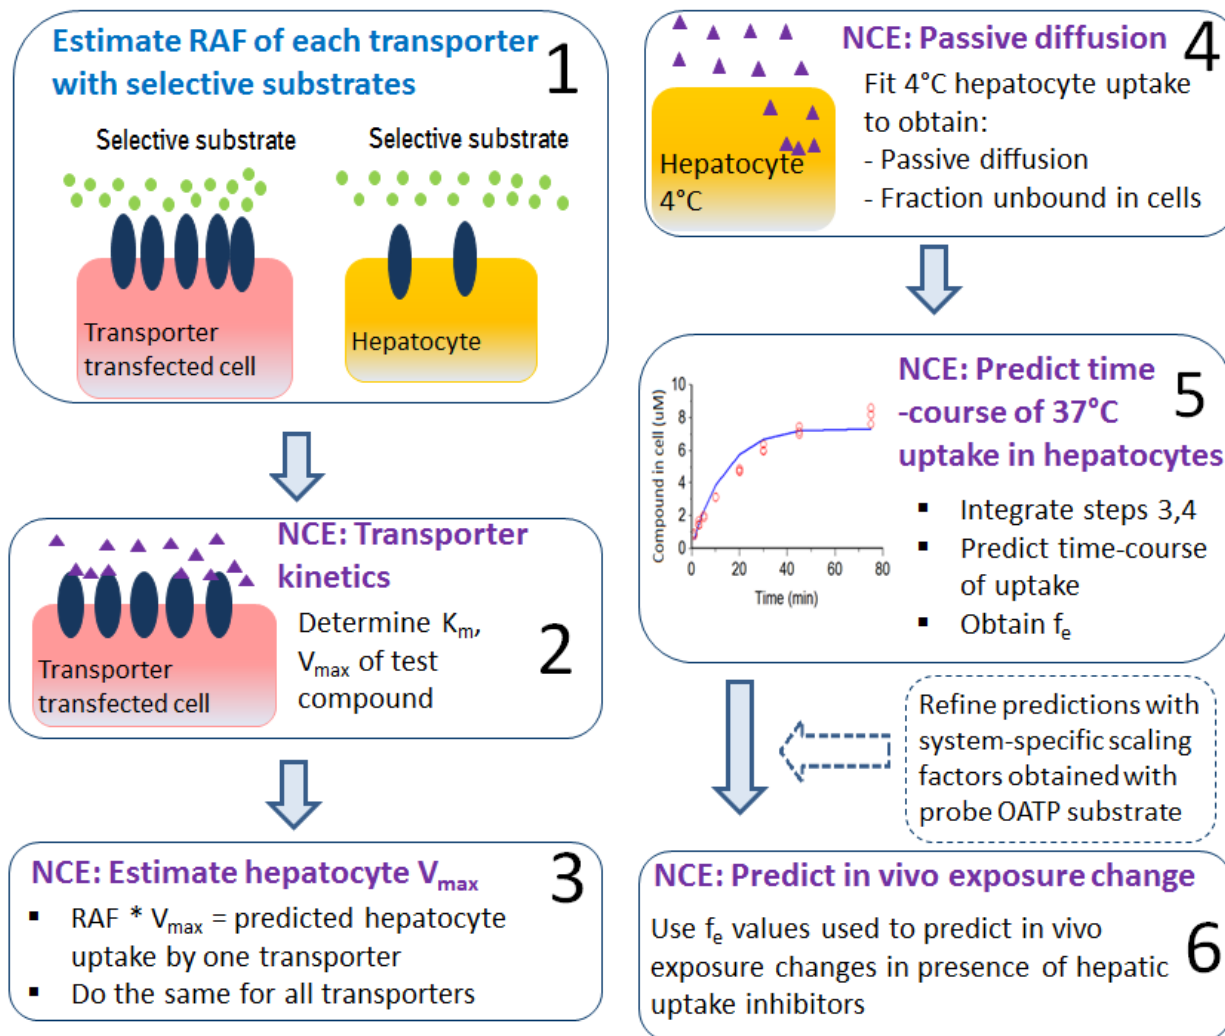 Estimate RAF of each transporter
with selective substrates
1
Selective substrate
Selective substrate
Transporter
transfected cell
Hepatocyte
NCE: Transporter
kinetics
2
Determine Km,
Vmax of test
compound
Transporter
transfected cell
NCE: Estimate hepatocyte Vmax
3
▪ RAF * Vmax = predicted hepatocyte
uptake by one transporter
▪ Do the same for all transporters
NCE: Passive diffusion
4
Fit 4°C hepatocyte uptake
to obtain:
- Passive diffusion
- Fraction unbound in cells
Hepatocyte
4°C
NCE: Predict time
-course of 37°C
uptake in hepatocytes
5
▪ Integrate steps 3,4
▪ Predict time-course
of uptake
▪ Obtain fe
Compound in cell (uM)
10
8
6
4
2
0
0 20 40 60 80
Time (min)
Refine predictions with
system-specific scaling
factors obtained with
probe OATP substrate
NCE: Predict in vivo exposure change
6
Use fe values used to predict in vivo
exposure changes in presence of hepatic
uptake inhibitors